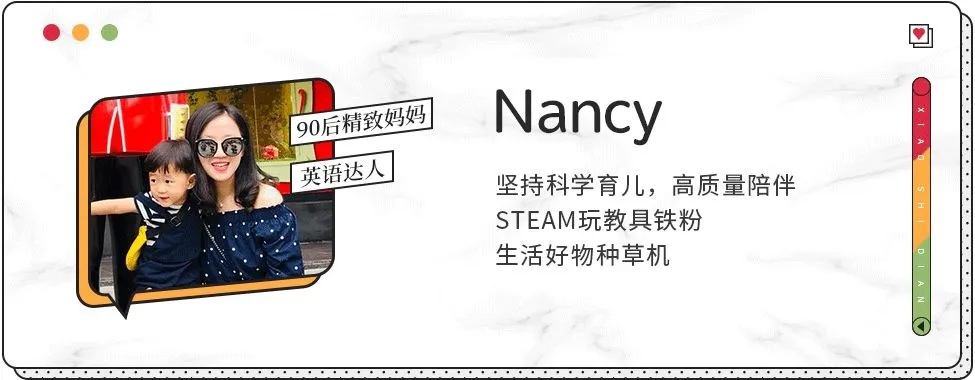 90后精致妈妈
英语达人
Nancy
坚持科学育儿，高质量陪伴
STEAM玩教具铁粉
生活好物种草机
XIAO SHI DIAN